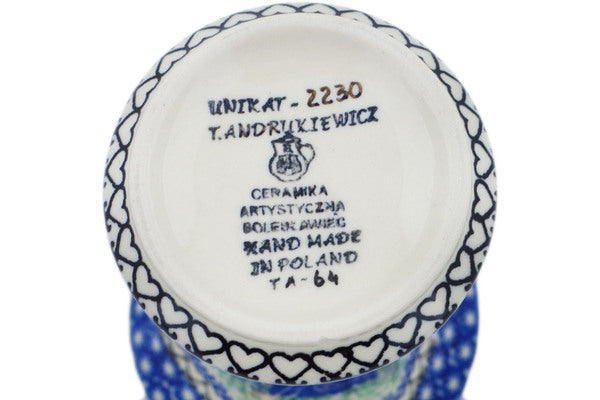 UNIKAT - 2230
T. ANDRUKIEWICZ
CERAMIKA
ARTYSTYCZNA
BOLESŁAWIEC
HAND MADE
IN POLAND
TA-64